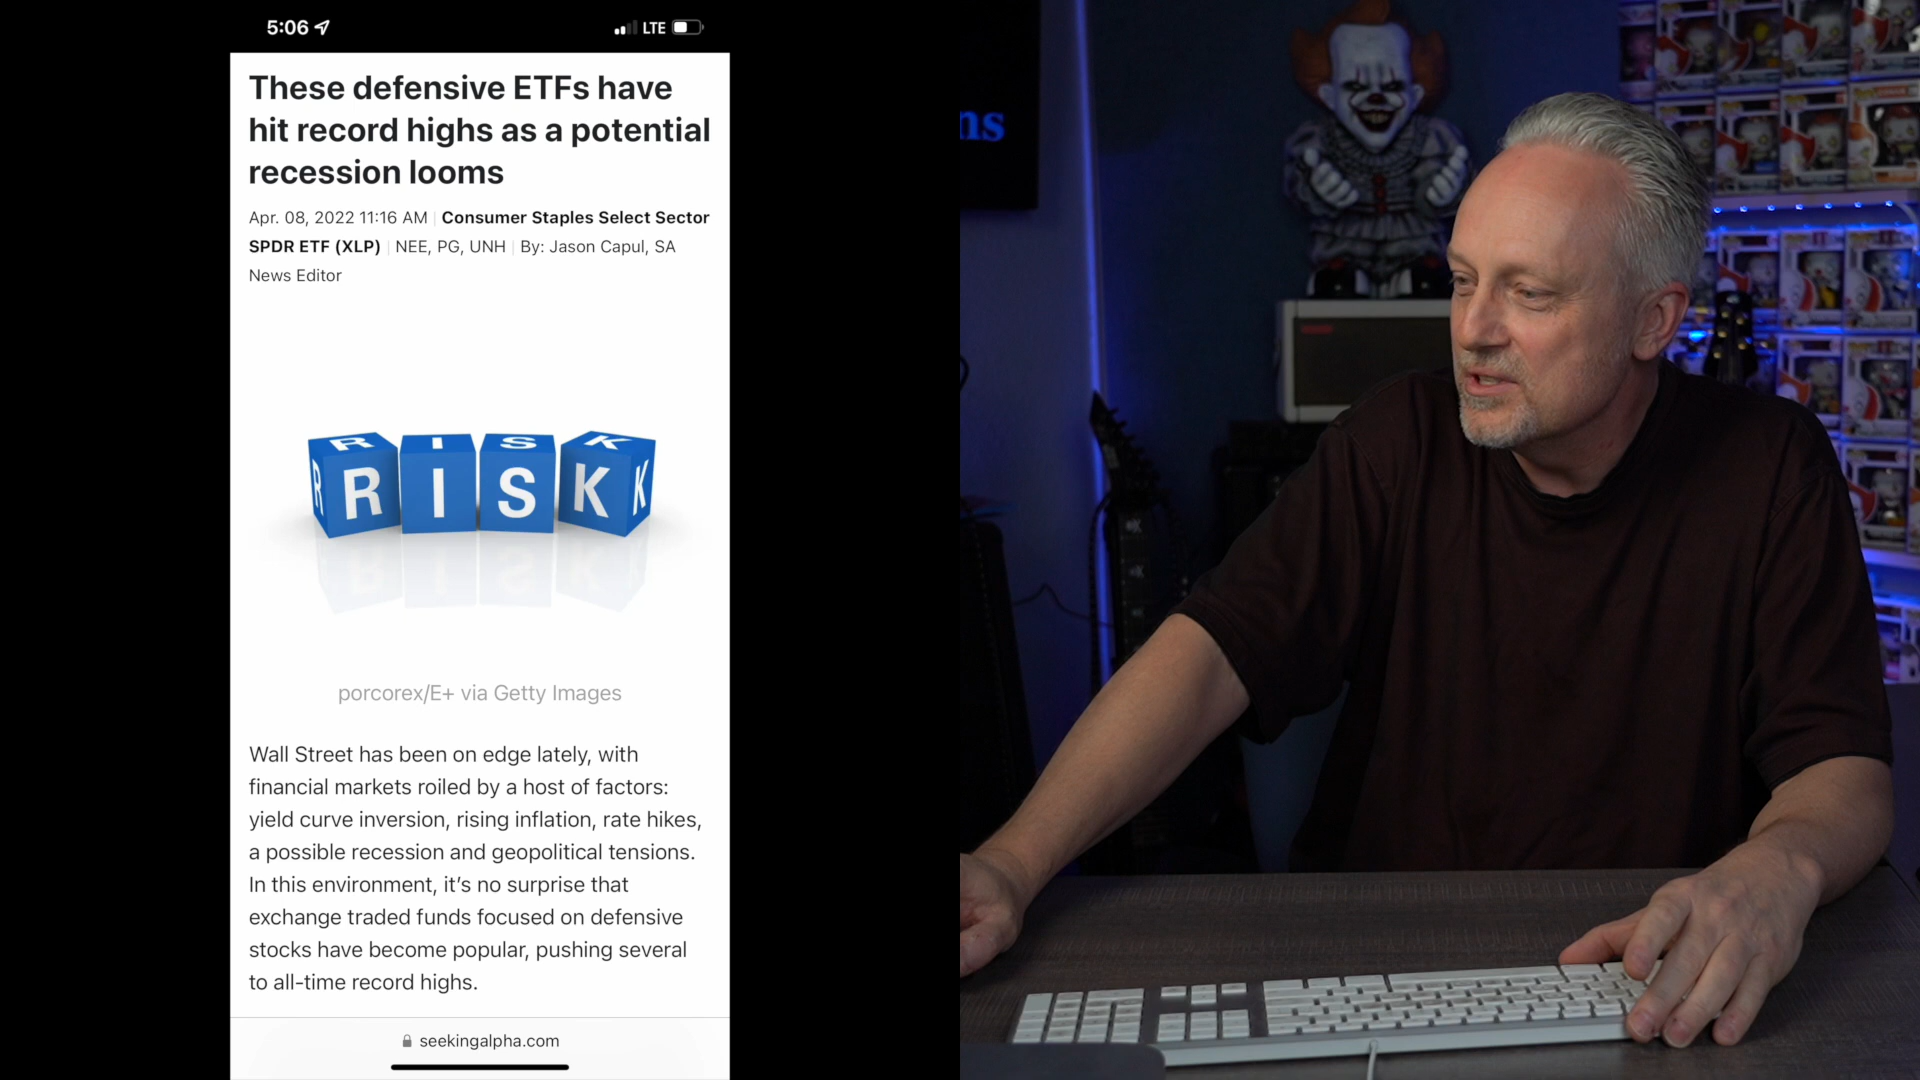 5:06
LTE
These defensive ETFs have
hit record highs as a potential
recession looms
Apr. 08, 2022 11:16 AM | Consumer Staples Select Sector
SPDR ETF (XLP) | NEE, PG, UNH | By: Jason Capul, SA
News Editor
R I S K
R R I S K K
porcorex/E+ via Getty Images
Wall Street has been on edge lately, with
financial markets roiled by a host of factors:
yield curve inversion, rising inflation, rate hikes,
a possible recession and geopolitical tensions.
In this environment, it’s no surprise that
exchange traded funds focused on defensive
stocks have become popular, pushing several
to all-time record highs.
seekingalpha.com
ns